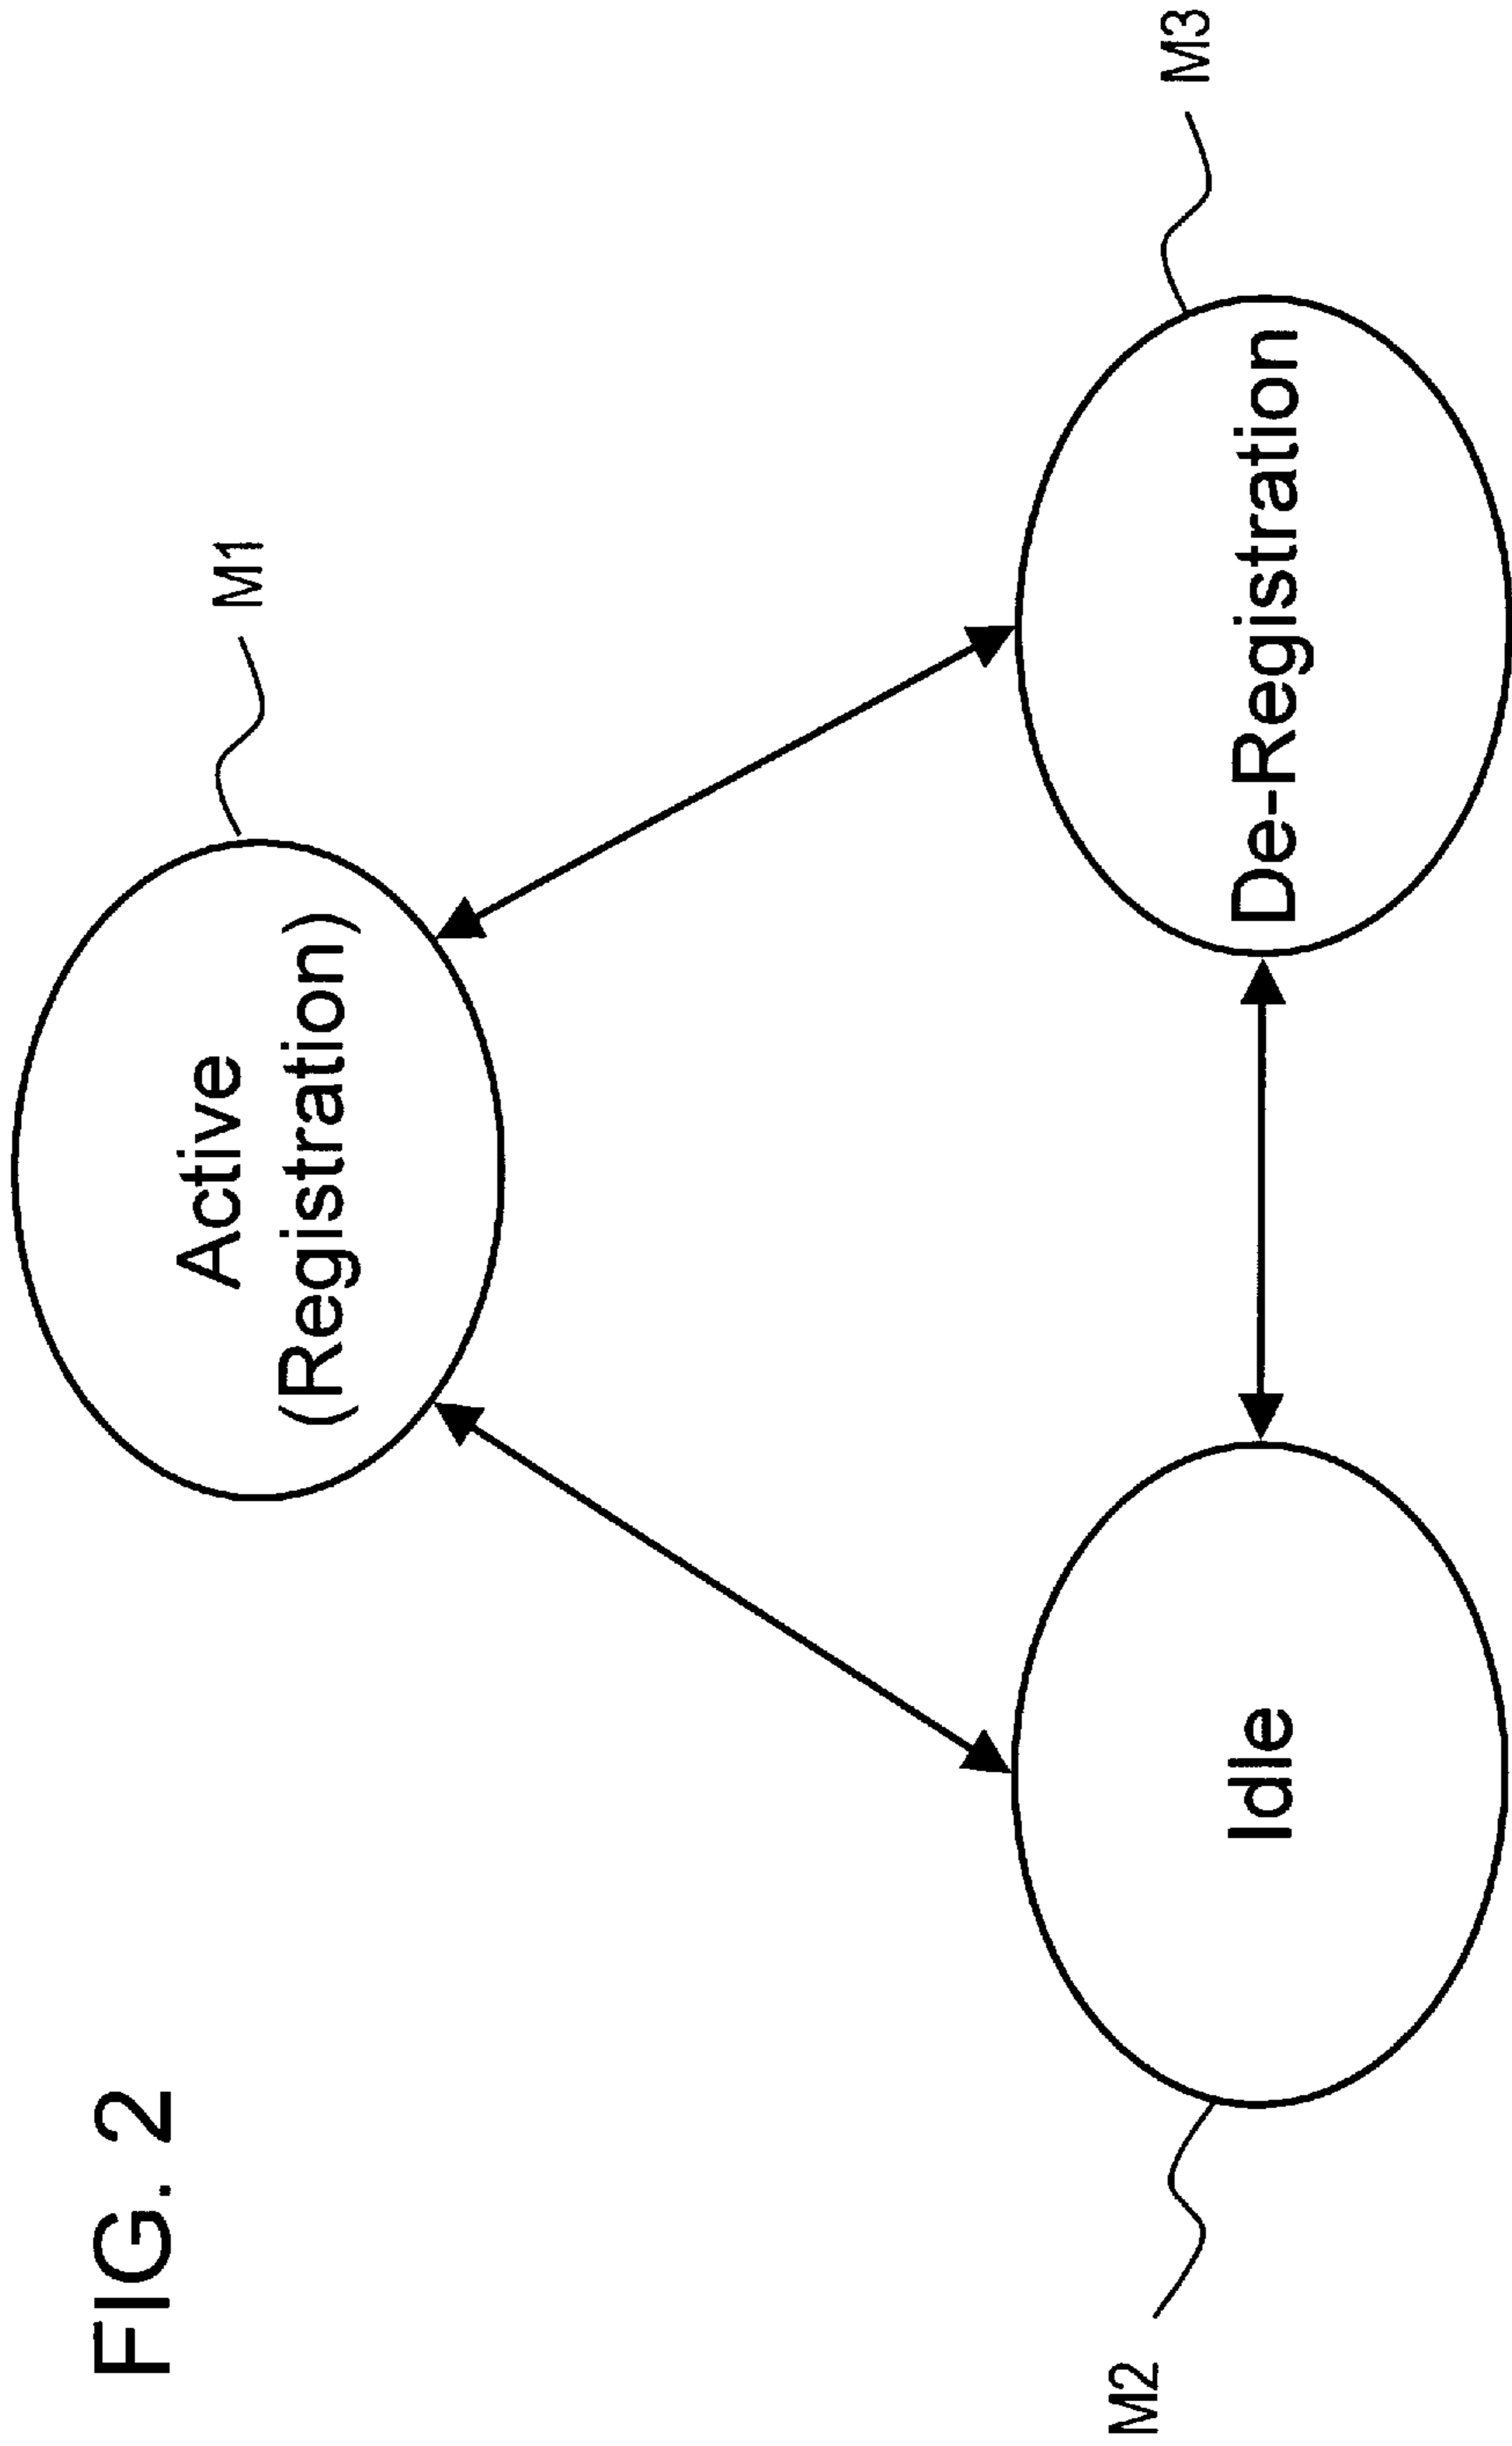 FIG. 2
Active
(Registration)
M1
Idle
M2
De-Registration
M3